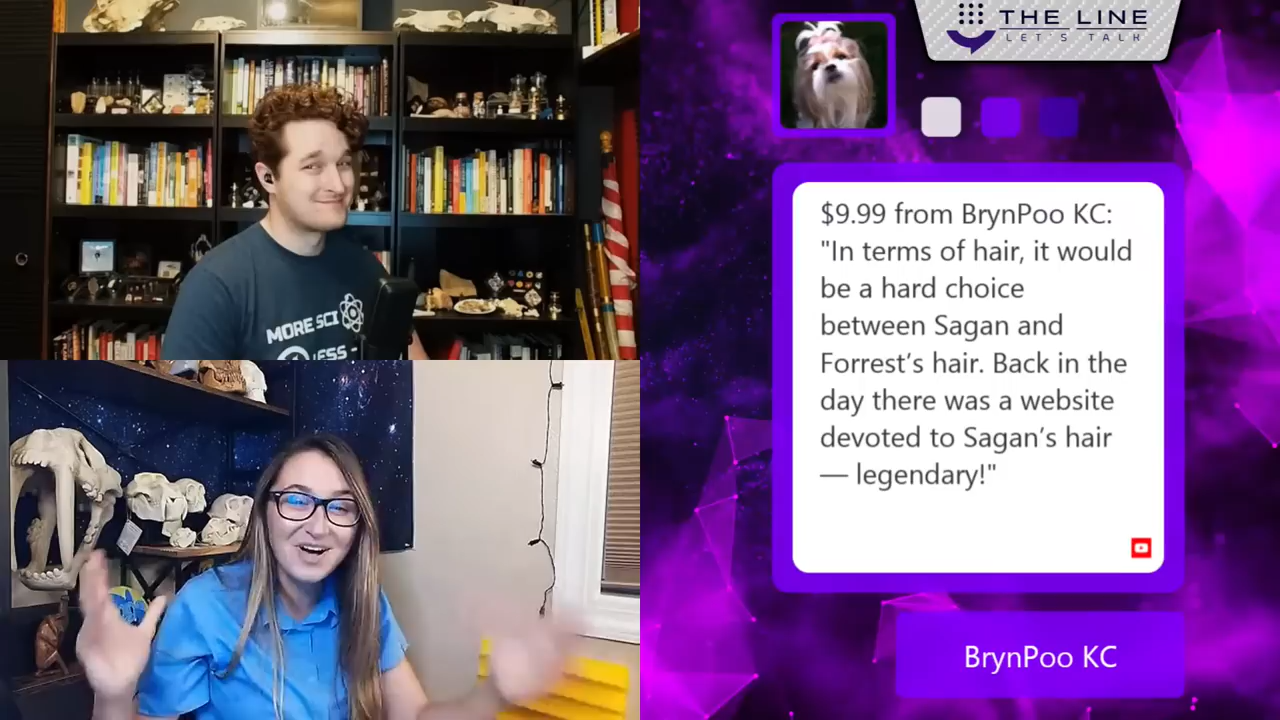 THE LINE
LET'S TALK
$9.99 from BrynPoo KC:
"In terms of hair, it would
be a hard choice
between Sagan and
Forrest’s hair. Back in the
day there was a website
devoted to Sagan’s hair
— legendary!"
BrynPoo KC
MORE SCI